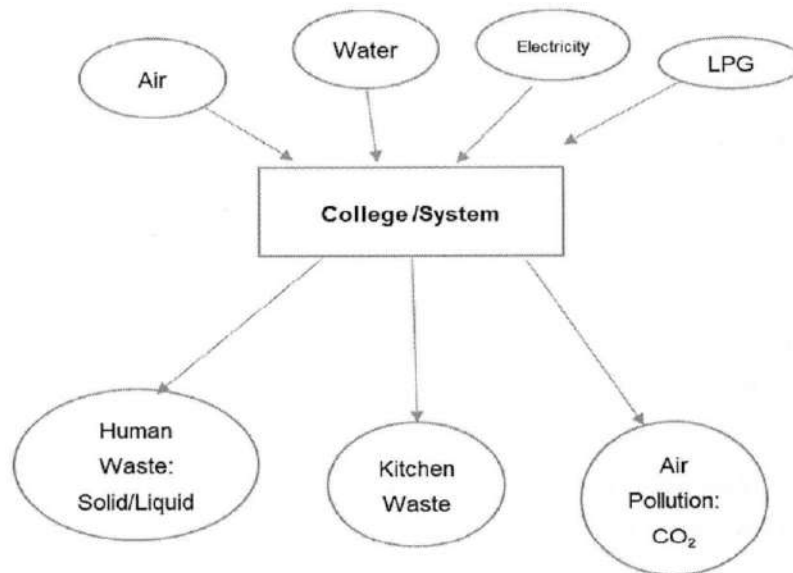 Air
Water
Electricity
LPG
College/System
Human
Waste:
Solid/Liquid
Kitchen
Waste
Air
Pollution:
CO₂